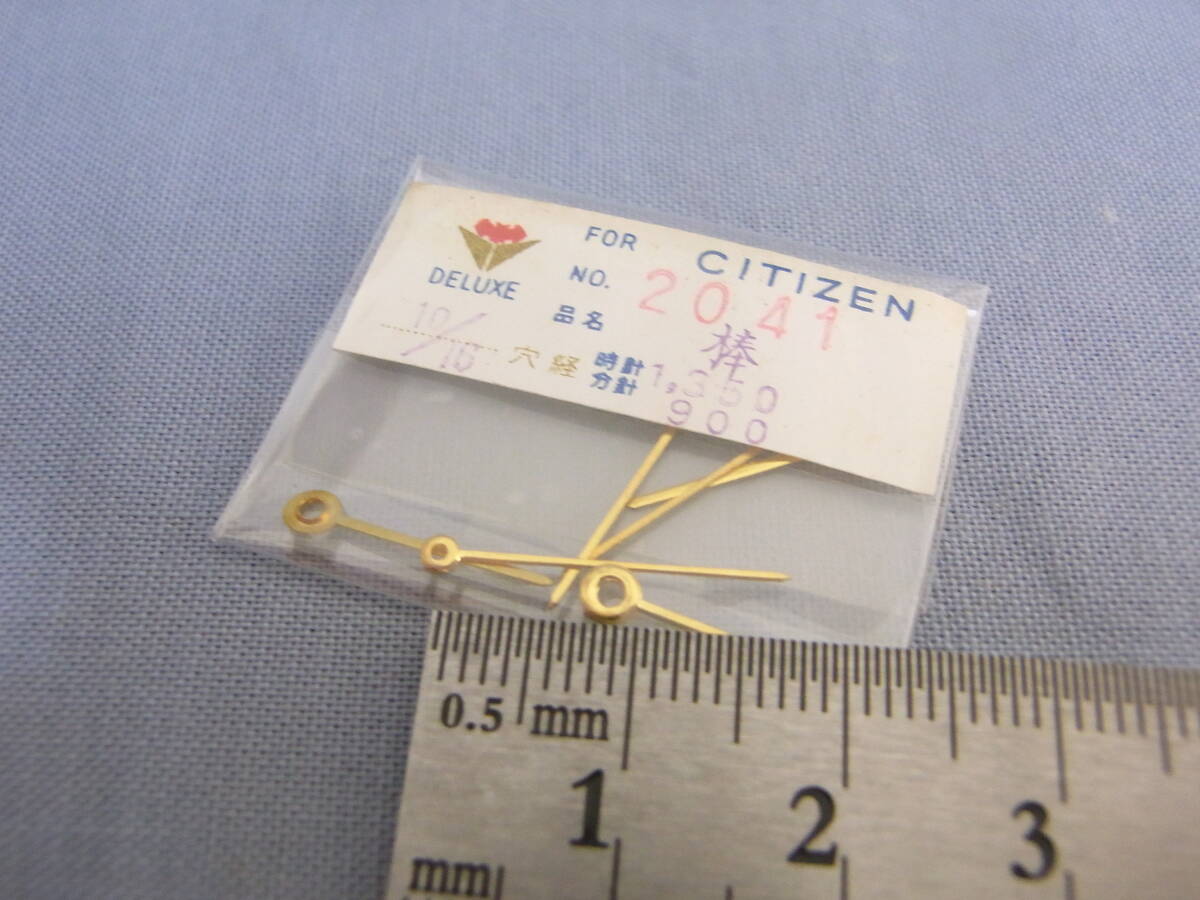 FOR CITIZEN
DELUXE
NO. 2041
品名 棒
10/16 穴経 時計 1,350
分針 900
0.5 mm
1 2 3
mm